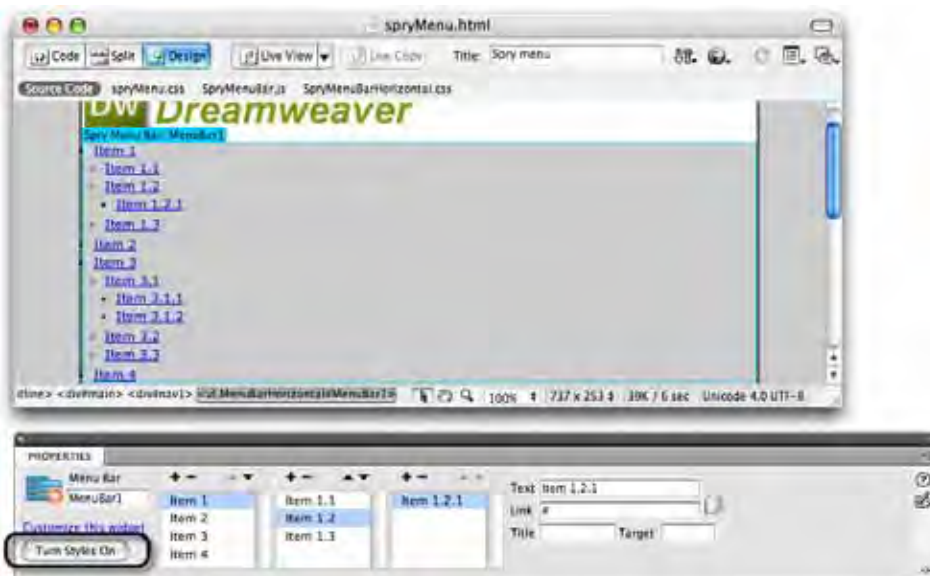 spryMenu.html
Code Split Design Live View Live Code Title: Spry menu
Source Code spryMenu.css SpryMenuBar.js SpryMenuBarHorizontal.css
DW Dreamweaver
Spry Menu Bar: MenuBar1
Item 1
Item 1.1
Item 1.2
Item 1.2.1
Item 1.3
Item 2
Item 3
Item 3.1
Item 3.1.1
Item 3.1.2
Item 3.2
Item 3.3
Item 4
<ul.MenuBarHorizontal#MenuBar1> 100% 737 x 253 39K / 6 sec Unicode 4.0 UTF-8
PROPERTIES
Menu Bar
MenuBar1
Customize this widget
Turn Styles On
Item 1
Item 2
Item 3
Item 4
Item 1.1
Item 1.2
Item 1.3
Item 1.2.1
Text Item 1.2.1
Link #
Title Target